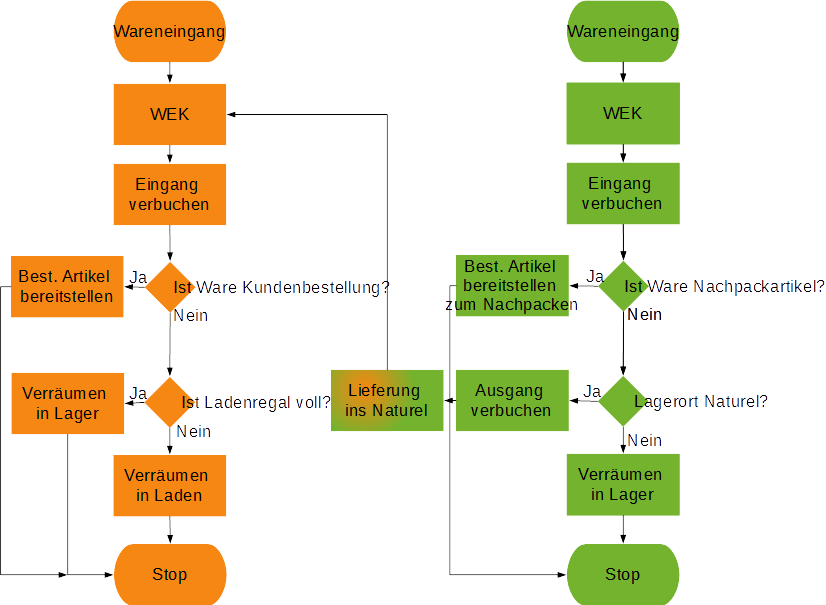 Wareneingang
WEK
Eingang
verbuchen
Ist Ware Kundenbestellung?
Ja
Best. Artikel
bereitstellen
Nein
Ist Ladenregal voll?
Ja
Verräumen
in Lager
Nein
Verräumen
in Laden
Stop
Lieferung
ins Naturel
Wareneingang
WEK
Eingang
verbuchen
Ist Ware Nachpackartikel?
Ja
Best. Artikel
bereitstellen
zum Nachpacken
Nein
Lagerort Naturel?
Ja
Ausgang
verbuchen
Nein
Verräumen
in Lager
Stop